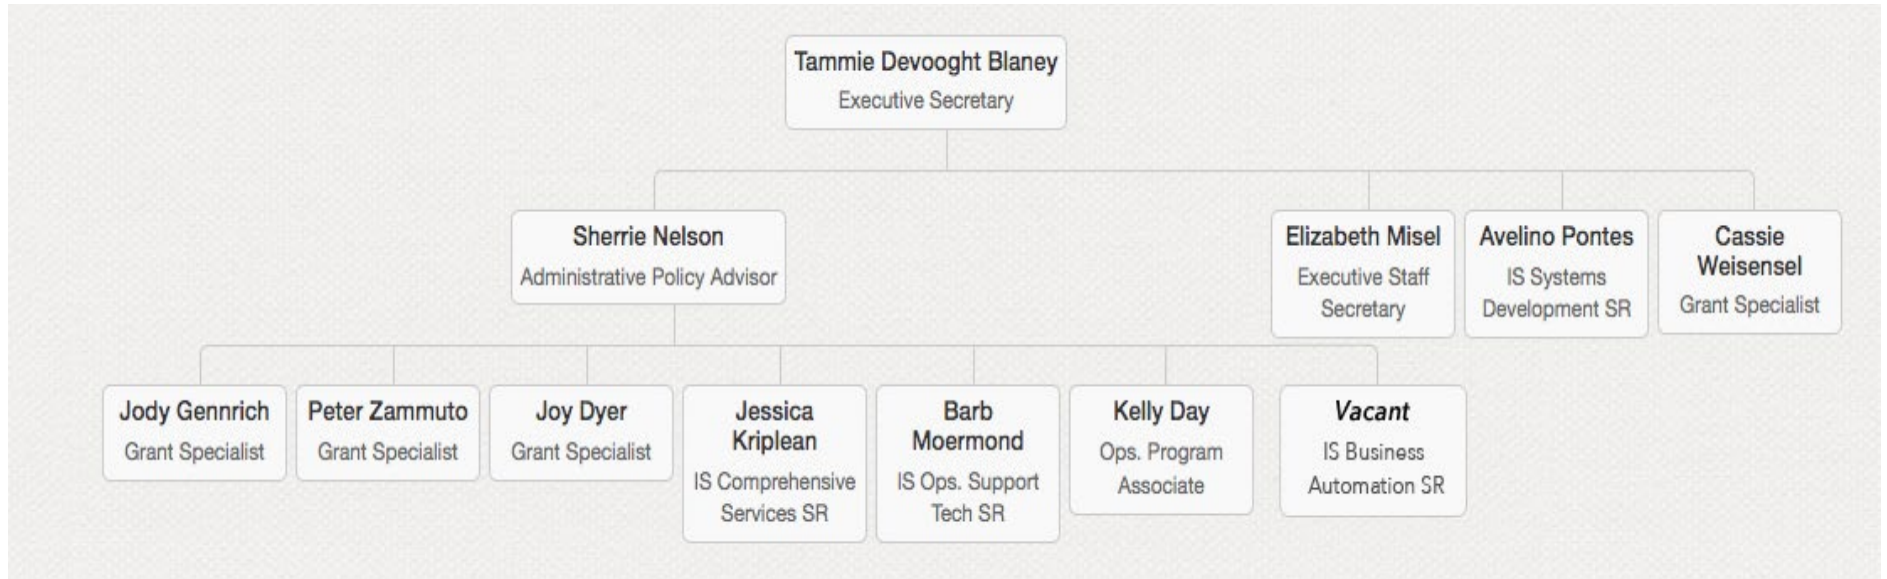 Tammie Devooght Blaney
Executive Secretary
Sherrie Nelson
Administrative Policy Advisor
Elizabeth Misel
Executive Staff
Secretary
Avelino Pontes
IS Systems
Development SR
Cassie
Weisensel
Grant Specialist
Jody Gennrich
Grant Specialist
Peter Zammuto
Grant Specialist
Joy Dyer
Grant Specialist
Jessica
Kriplean
IS Comprehensive
Services SR
Barb
Moermond
IS Ops. Support
Tech SR
Kelly Day
Ops. Program
Associate
Vacant
IS Business
Automation SR